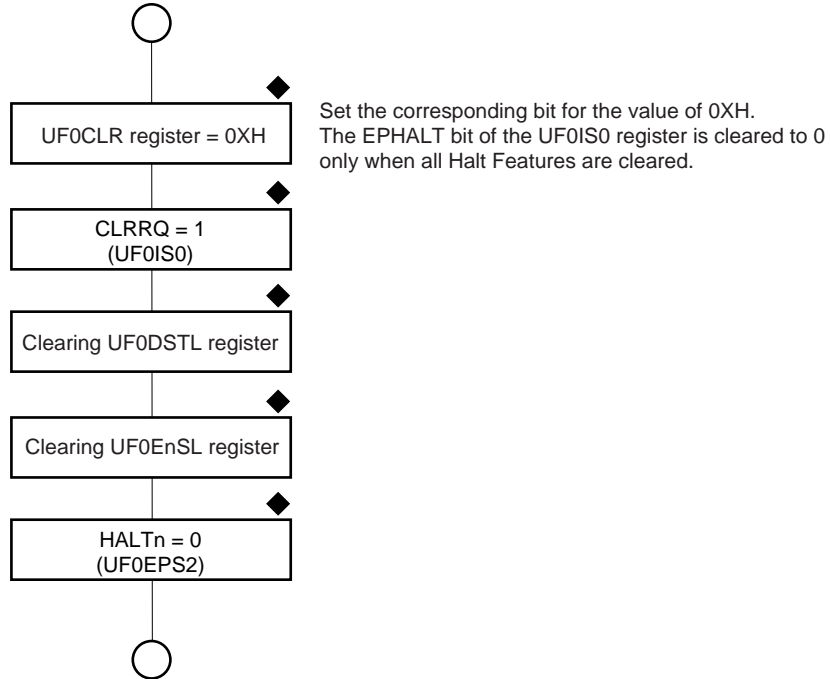 UF0CLR register = 0XH
Set the corresponding bit for the value of 0XH.
The EPHALT bit of the UF0IS0 register is cleared to 0
only when all Halt Features are cleared.
CLRRQ = 1
(UF0IS0)
Clearing UF0DSTL register
Clearing UF0EnSL register
HALTn = 0
(UF0EPS2)